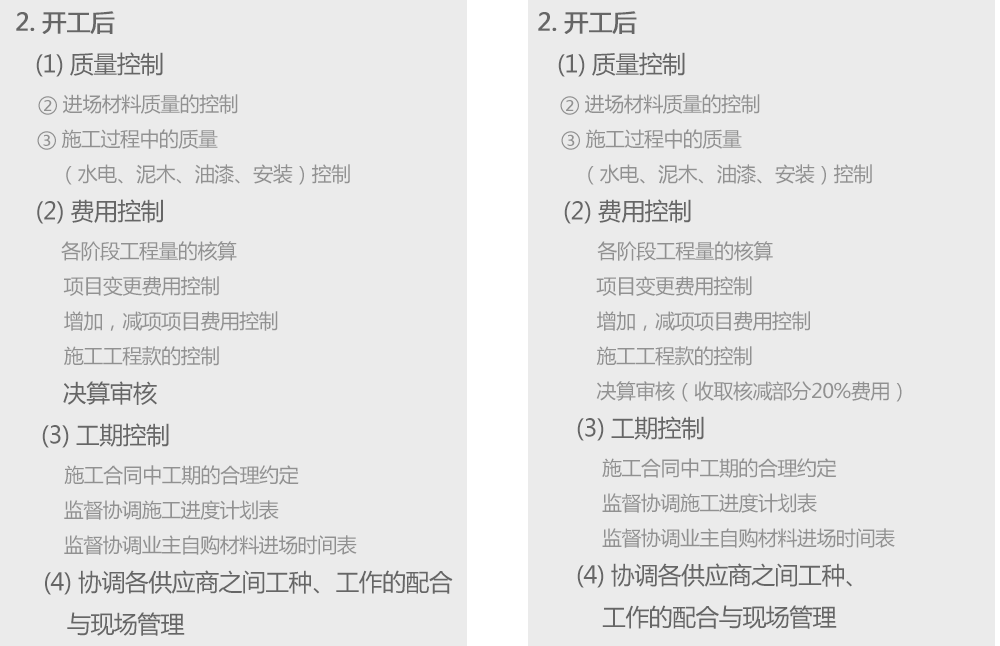 2. 开工后
(1) 质量控制
② 进场材料质量的控制
③ 施工过程中的质量
（水电、泥木、油漆、安装）控制
(2) 费用控制
各阶段工程量的核算
项目变更费用控制
增加，减项项目费用控制
施工工程款的控制
决算审核
(3) 工期控制
施工合同中工期的合理约定
监督协调施工进度计划表
监督协调业主自购材料进场时间表
(4) 协调各供应商之间工种、工作的配合
与现场管理
2. 开工后
(1) 质量控制
② 进场材料质量的控制
③ 施工过程中的质量
（水电、泥木、油漆、安装）控制
(2) 费用控制
各阶段工程量的核算
项目变更费用控制
增加，减项项目费用控制
施工工程款的控制
决算审核（收取核减部分20%费用）
(3) 工期控制
施工合同中工期的合理约定
监督协调施工进度计划表
监督协调业主自购材料进场时间表
(4) 协调各供应商之间工种、
工作的配合与现场管理